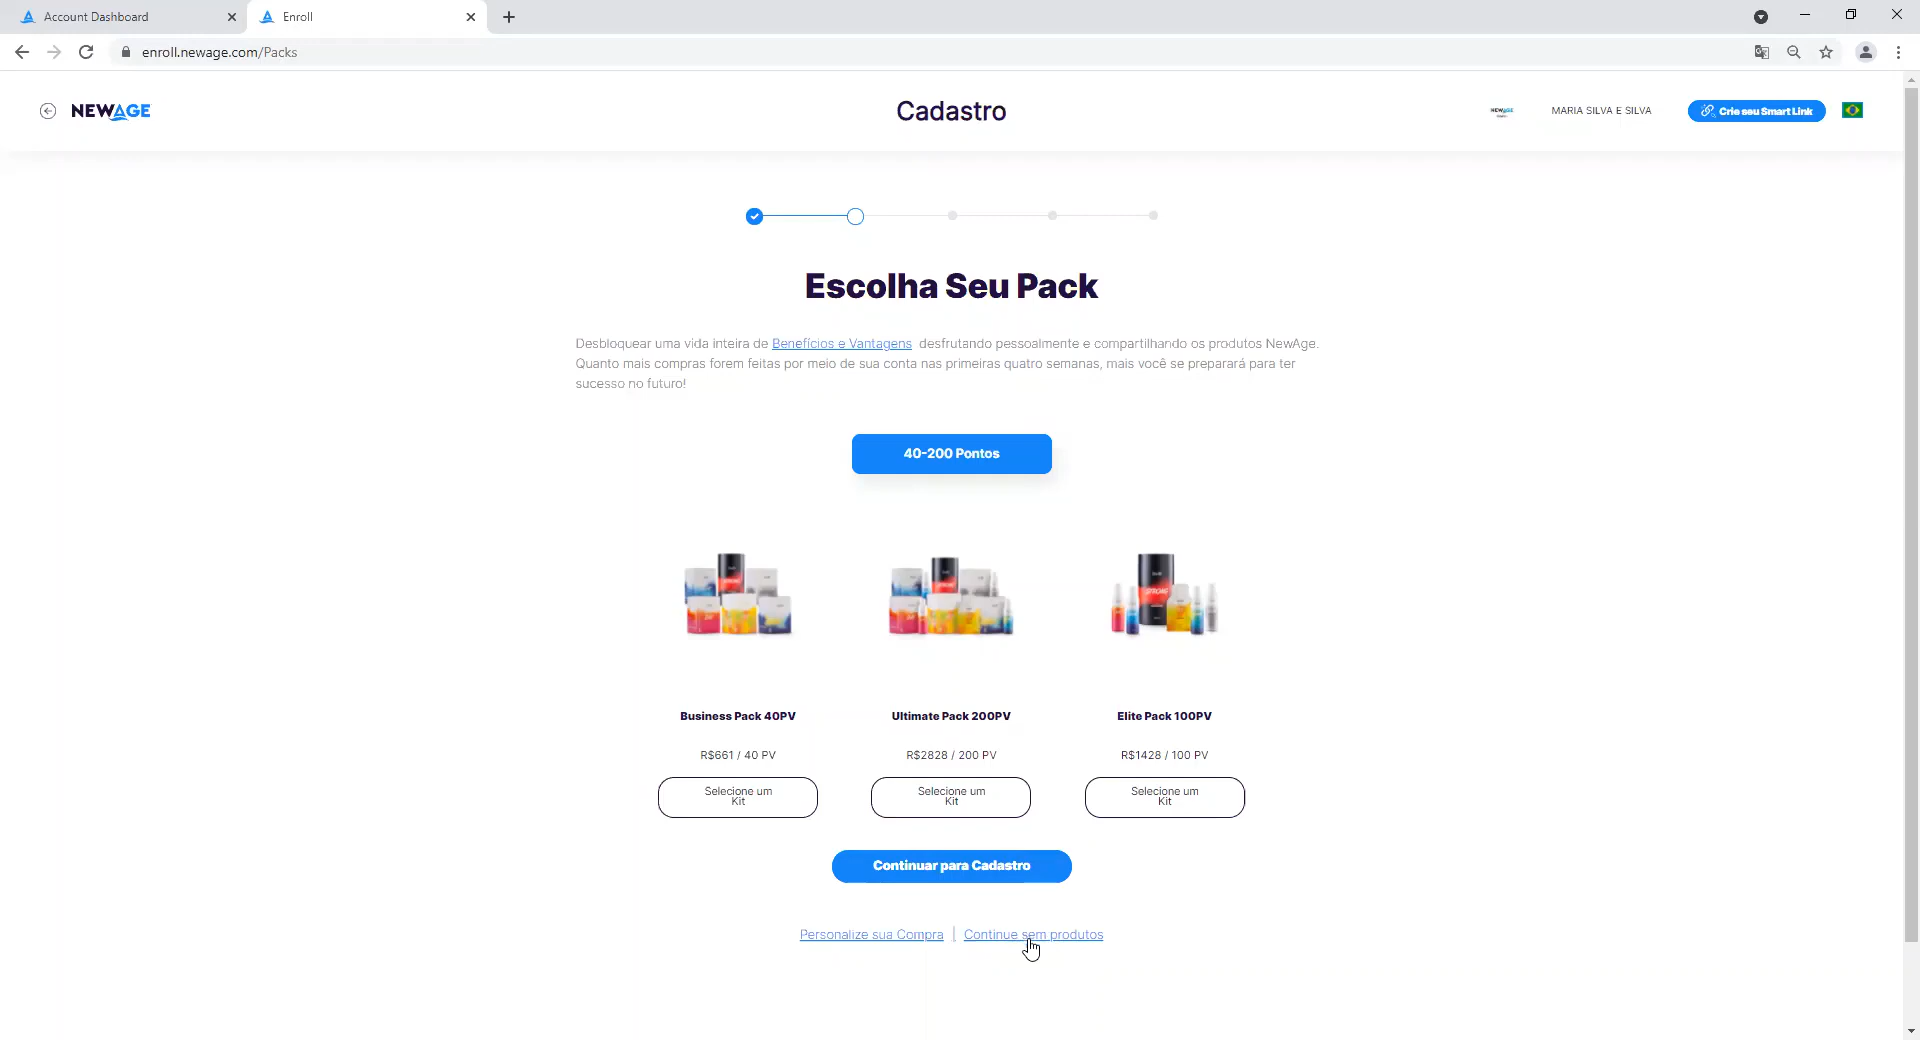 Account Dashboard
Enroll
enroll.newage.com/Packs
NEWAGE
Cadastro
NEWAGE
MARIA SILVA E SILVA
Crie seu Smart Link
Escolha Seu Pack
Desbloquear uma vida inteira de Benefícios e Vantagens desfrutando pessoalmente e compartilhando os produtos NewAge.
Quanto mais compras forem feitas por meio de sua conta nas primeiras quatro semanas, mais você se preparará para ter
sucesso no futuro!
40-200 Pontos
STRONG
Business Pack 40PV
Ultimate Pack 200PV
Elite Pack 100PV
R$661 / 40 PV
R$2828 / 200 PV
R$1428 / 100 PV
Selecione um
Kit
Selecione um
Kit
Selecione um
Kit
Continuar para Cadastro
Personalize sua Compra | Continue sem produtos